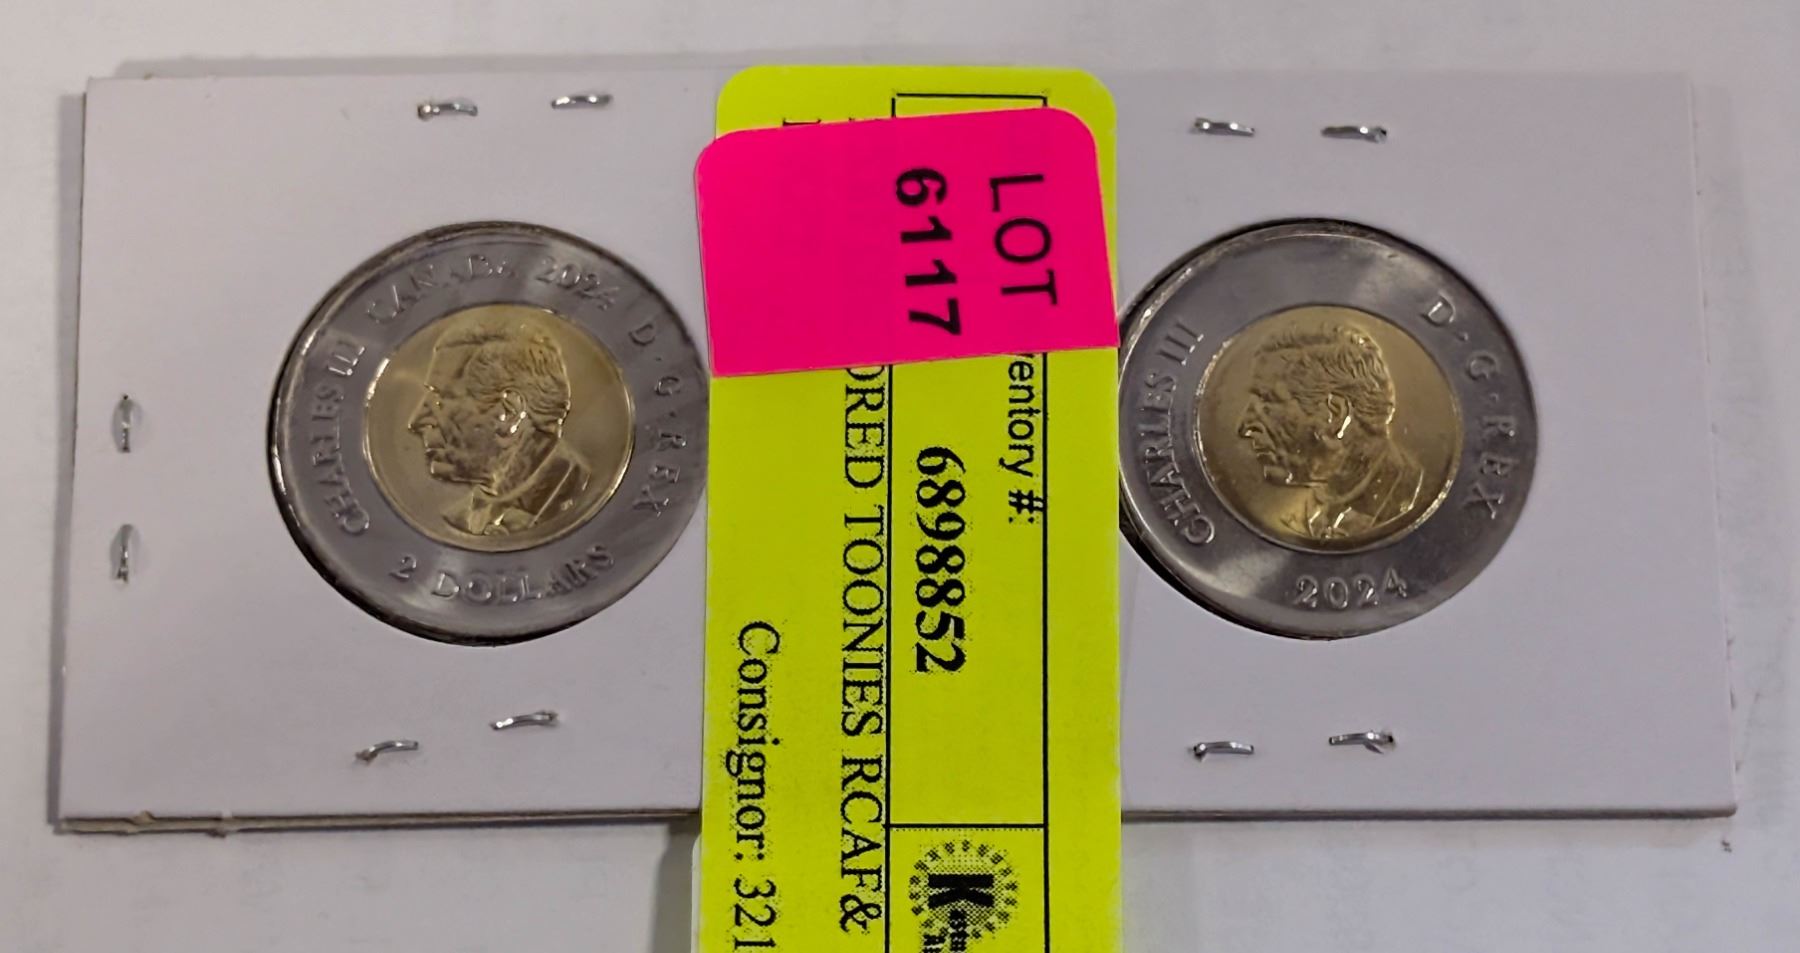 CHARLES III CANADA 2024 D·G·REX
2 DOLLARS
LOT
6117
entory #:
6898852
ORED TOONIES RCAF&
Consignor: 321
K
CHARLES III D·G·REX
2024